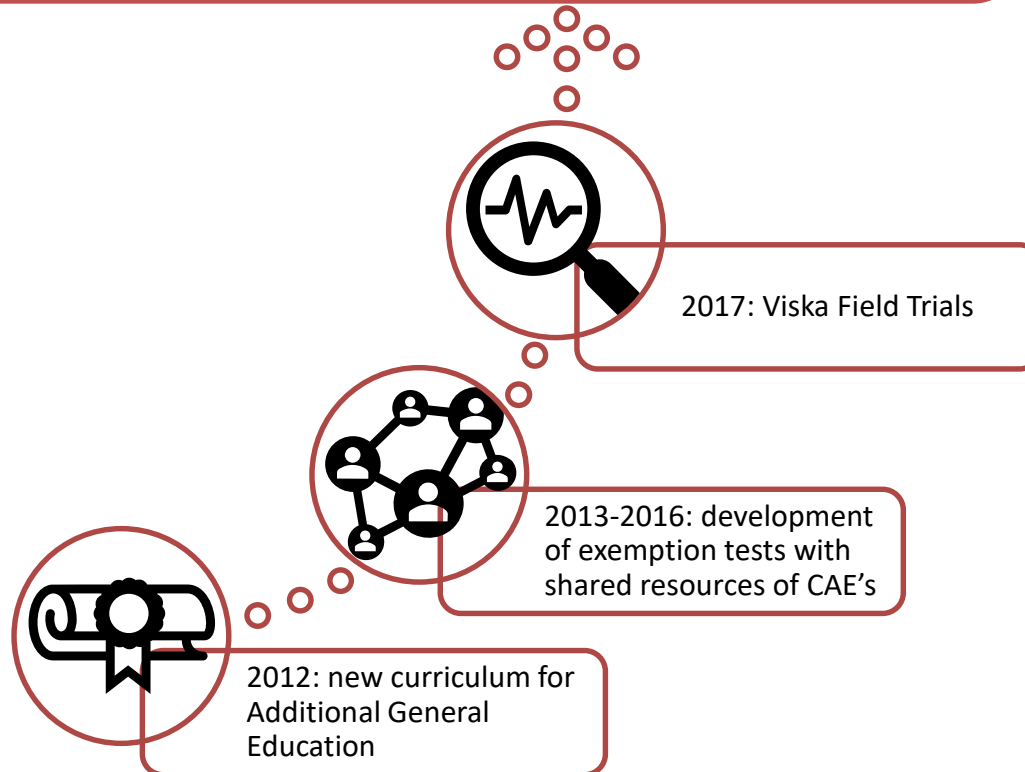 2017: Viska Field Trials
2013-2016: development
of exemption tests with
shared resources of CAE’s
2012: new curriculum for
Additional General
Education